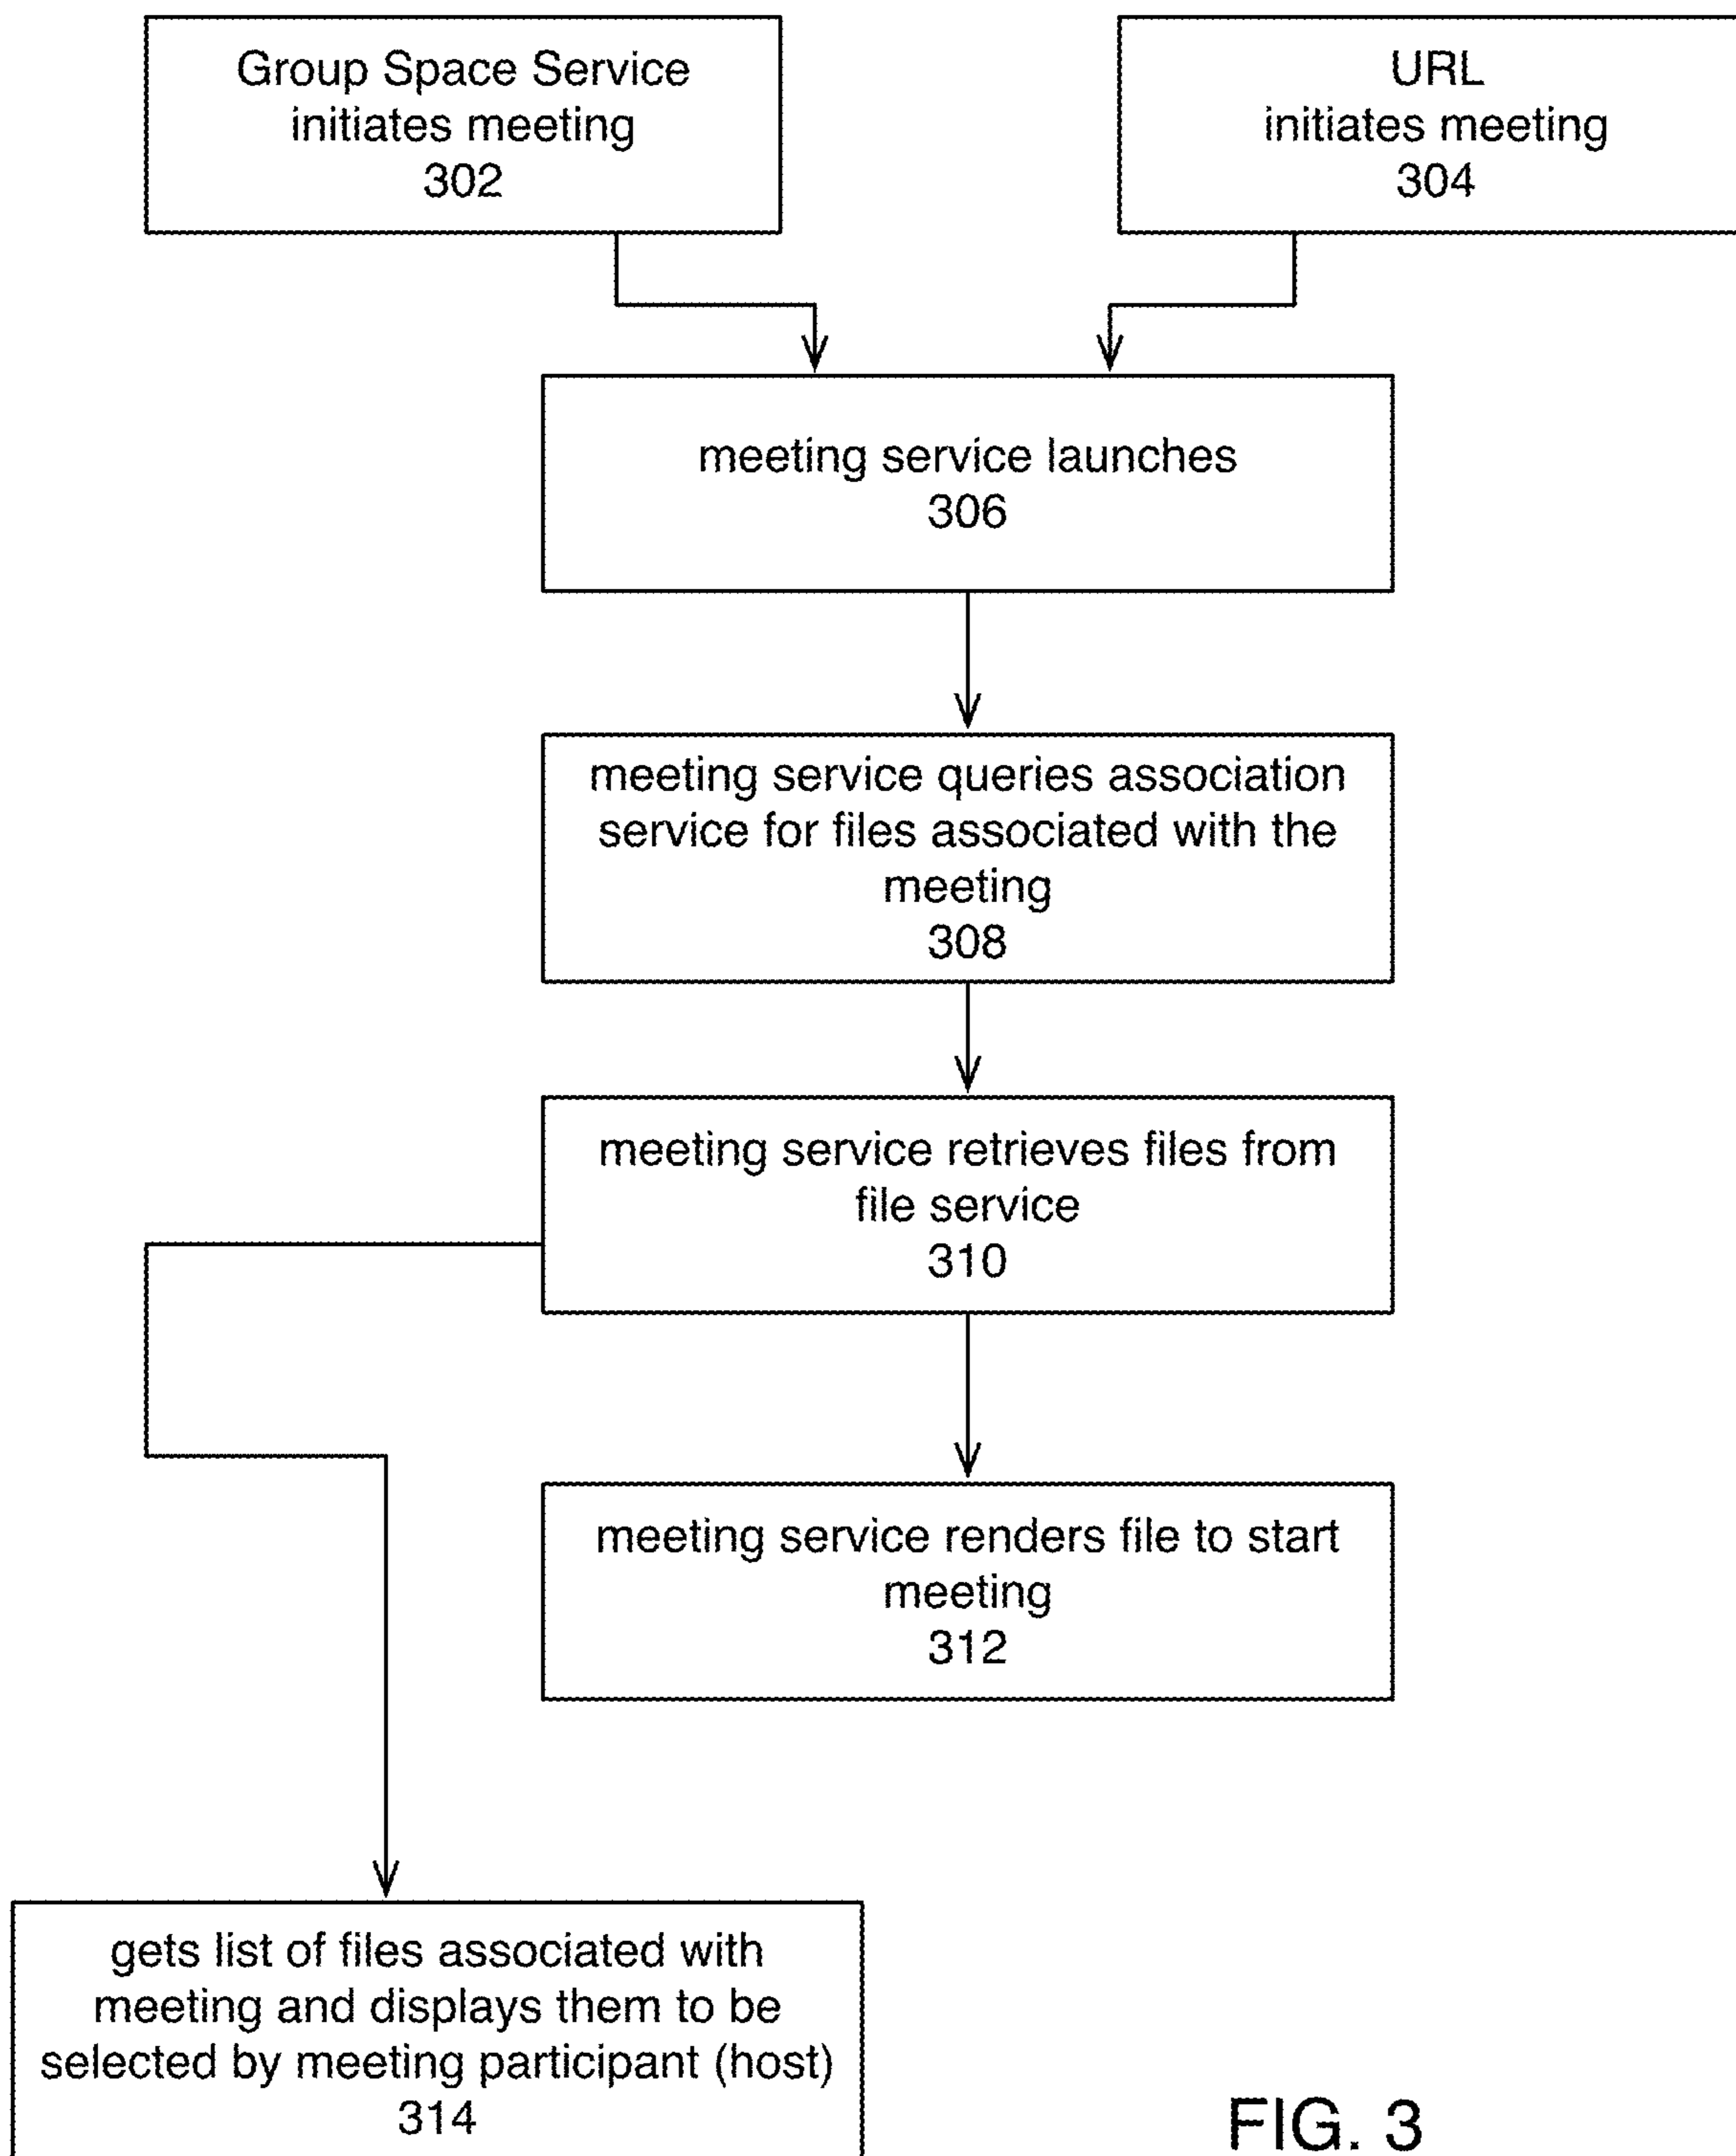 Group Space Service
initiates meeting
302
URL
initiates meeting
304
meeting service launches
306
meeting service queries association
service for files associated with the
meeting
308
meeting service retrieves files from
file service
310
meeting service renders file to start
meeting
312
gets list of files associated with
meeting and displays them to be
selected by meeting participant (host)
314
FIG. 3